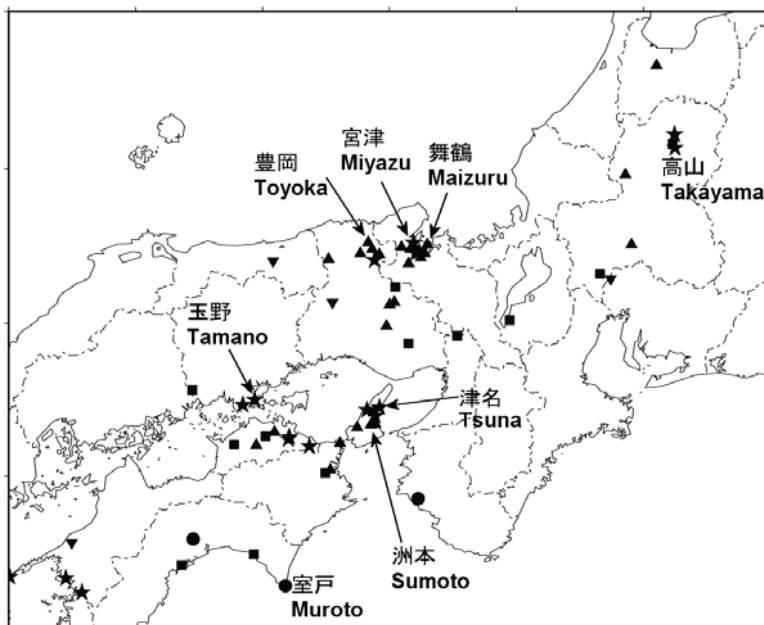 宮津
Miyazu
舞鶴
Maizuru
豊岡
Toyoka
高山
Takayama
玉野
Tamano
津名
Tsuna
洲本
Sumoto
室戸
Muroto